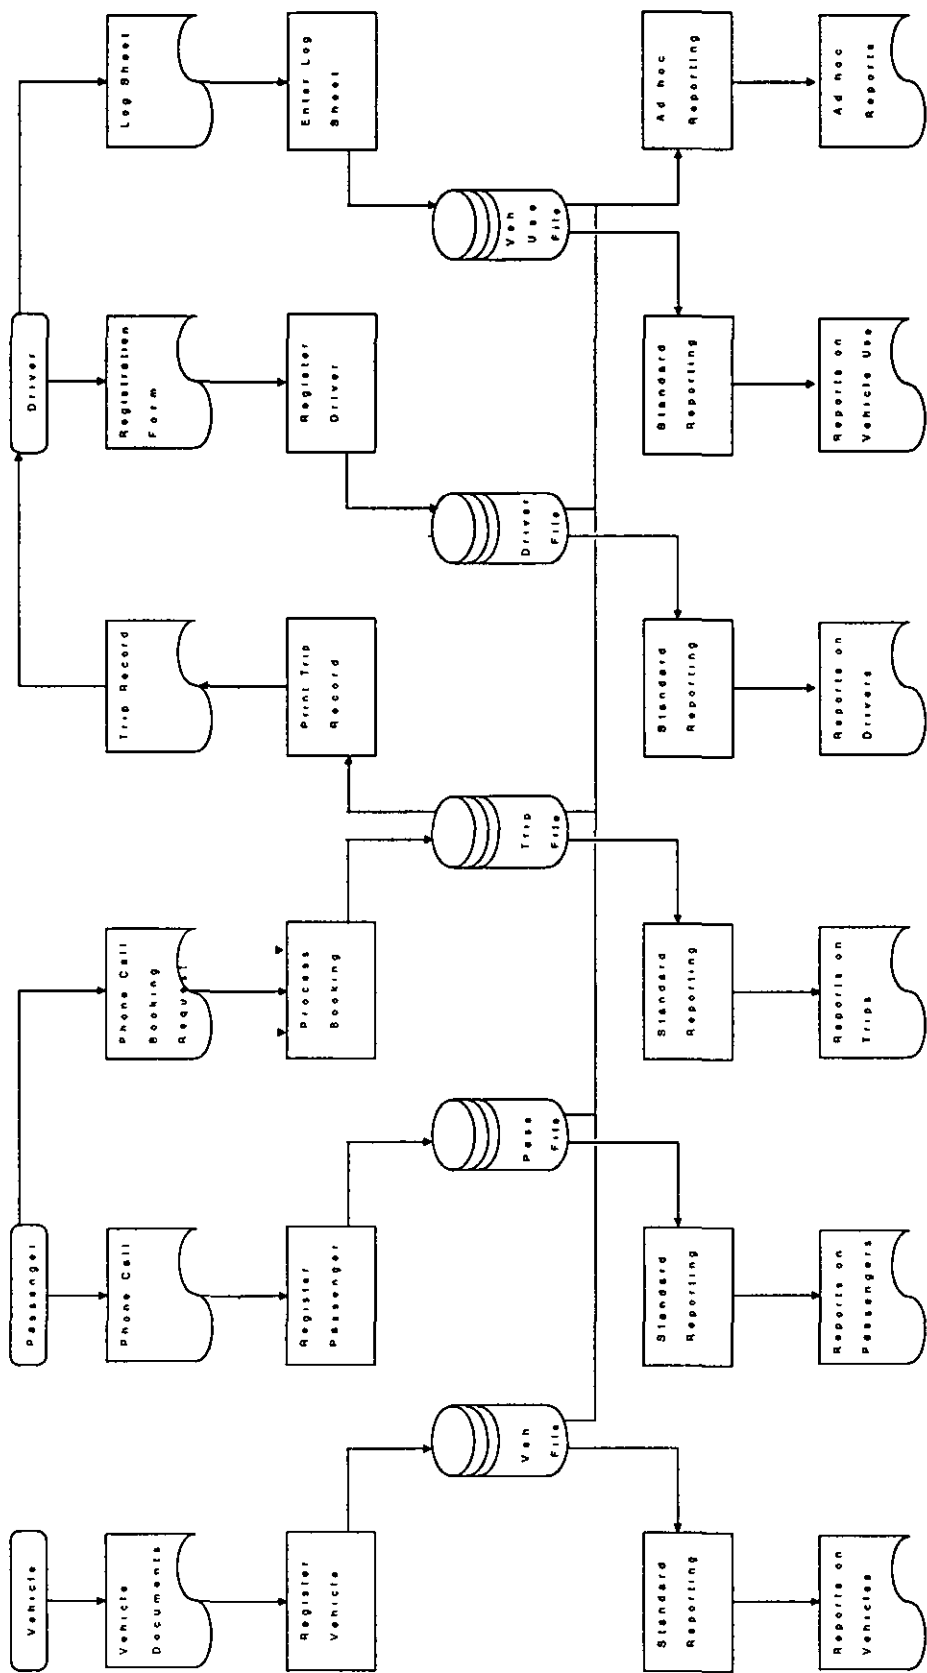 Vehicle
Passenger
Driver
Vehicle
Documents
Phone Call
Phone Call
Booking
Request
Trip Record
Registration
Form
Log Sheet
Register
Vehicle
Register
Passenger
Process
Booking
Print Trip
Record
Register
Driver
Enter Log
Sheet
Veh
File
Pass
File
Trip
File
Driver
File
Veh
Use
File
Standard
Reporting
Standard
Reporting
Standard
Reporting
Standard
Reporting
Standard
Reporting
Ad hoc
Reporting
Reports on
Vehicles
Reports on
Passengers
Reports on
Trips
Reports on
Drivers
Reports on
Vehicle Use
Ad hoc
Reports